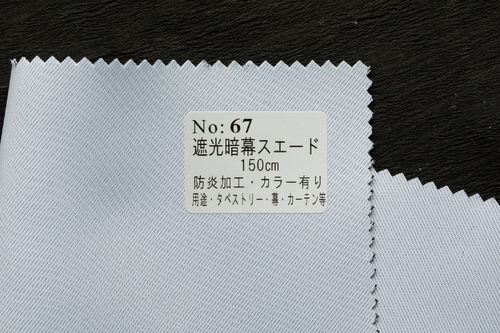 No: 67
遮光暗幕スエード
150cm
防炎加工・カラー有り
用途・タペストリー・幕・カーテン等